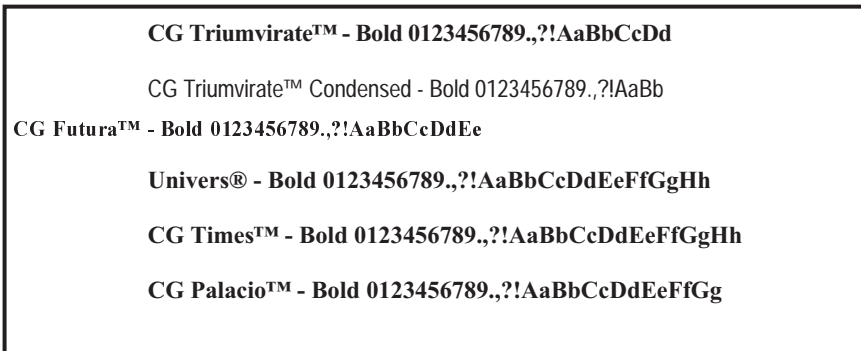 CG Triumvirate™ - Bold 0123456789.,?!AaBbCcDd
CG Triumvirate™ Condensed - Bold 0123456789.,?!AaBb
CG Futura™ - Bold 0123456789.,?!AaBbCcDdEe
Univers® - Bold 0123456789.,?!AaBbCcDdEeFfGgHh
CG Times™ - Bold 0123456789.,?!AaBbCcDdEeFfGgHh
CG Palacio™ - Bold 0123456789.,?!AaBbCcDdEeFfGg